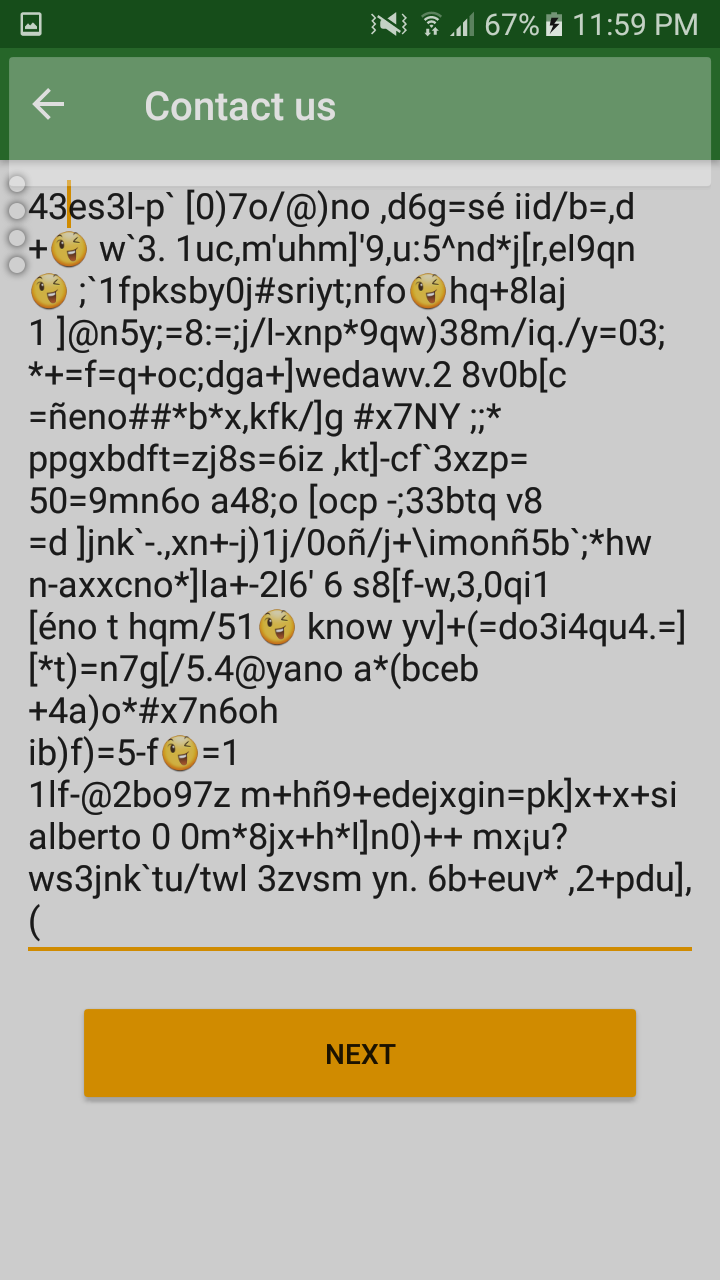 67% 11:59 PM
Contact us
43es3l-p` [0)7o/@)no ,d6g=sé iid/b=,d
+😜 w`3. 1uc,m'uhm]'9,u:5^nd*j[r,el9qn
😜 ;`1fpksby0j#sriyt;nfo😜hq+8laj
1 ]@n5y;=8:=;j/l-xnp*9qw)38m/iq./y=03;
*+=f=q+oc;dga+]wedawv.2 8v0b[c
=ñeno##*b*x,kfk/]g #x7NY ;;*
ppgxbdft=zj8s=6iz ,kt]-cf`3xzp=
50=9mn6o a48;o [ocp -;33btq v8
=d ]jnk`-.,xn+-j)1j/0oñ/j+\imonñ5b`;*hw
n-axxcno*]la+-2l6' 6 s8[f-w,3,0qi1
[éno t hqm/51😜 know yv]+(=do3i4qu4.=]
[*t)=n7g[/5.4@yano a*(bceb
+4a)o*#x7n6oh
ib)f)=5-f😜=1
1lf-@2bo97z m+hñ9+edejxgin=pk]x+x+si
alberto 0 0m*8jx+h*l]n0)++ mx¡u?
ws3jnk`tu/twl 3zvsm yn. 6b+euv* ,2+pdu],
(
NEXT